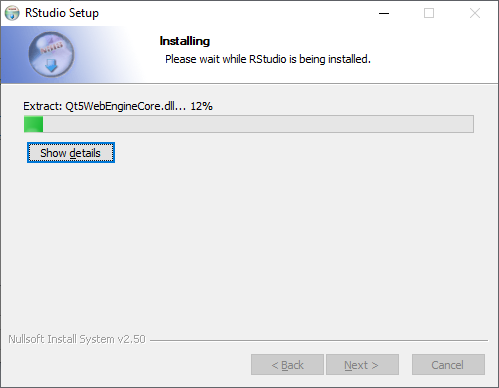 RStudio Setup
Installing
Please wait while RStudio is being installed.
Extract: Qt5WebEngineCore.dll... 12%
Show details
Nullsoft Install System v2.50
< Back Next > Cancel